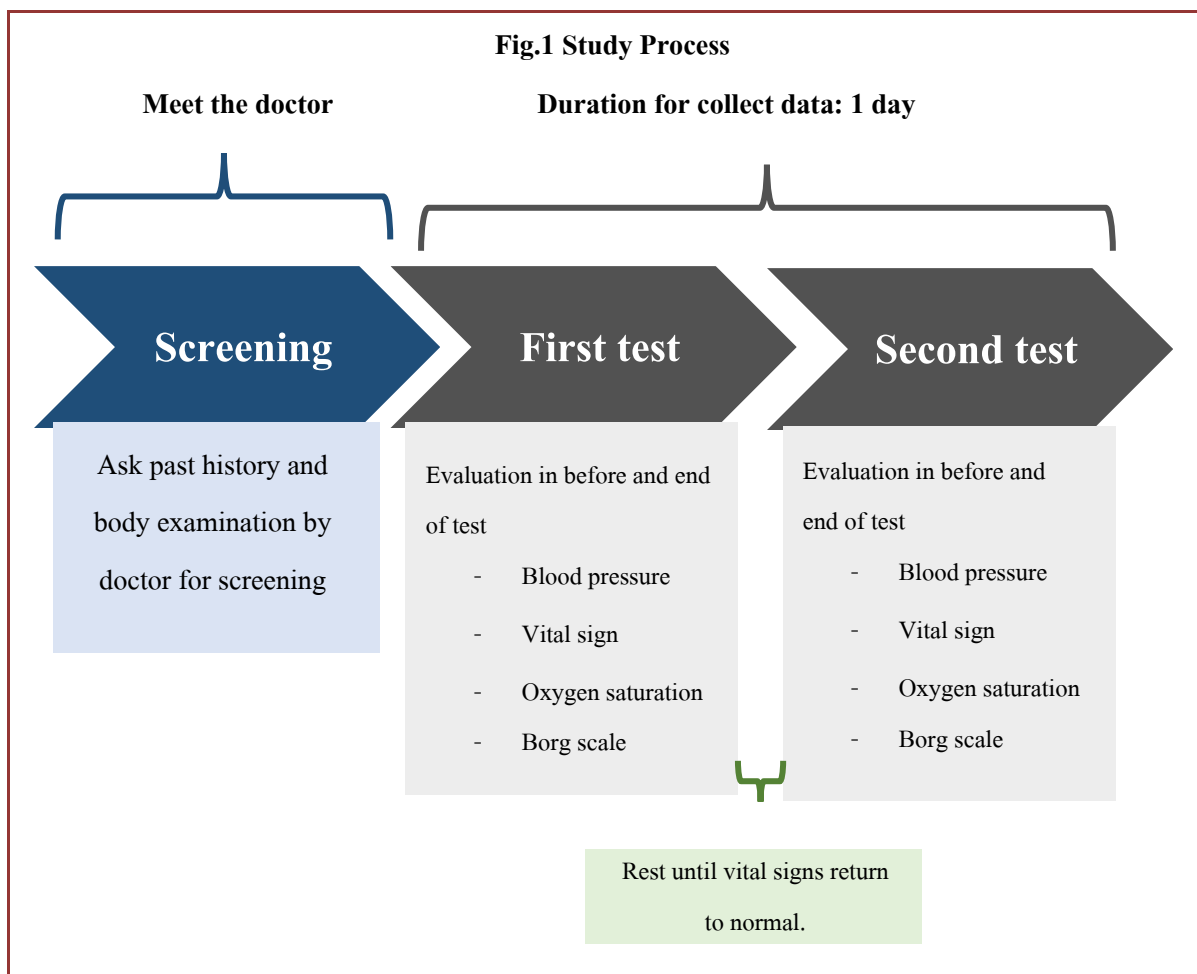 Fig.1 Study Process
Meet the doctor
Duration for collect data: 1 day
Screening
First test
Second test
Ask past history and
body examination by
doctor for screening
Evaluation in before and end
of test
- Blood pressure
- Vital sign
- Oxygen saturation
- Borg scale
Evaluation in before and
end of test
- Blood pressure
- Vital sign
- Oxygen saturation
- Borg scale
Rest until vital signs return
to normal.